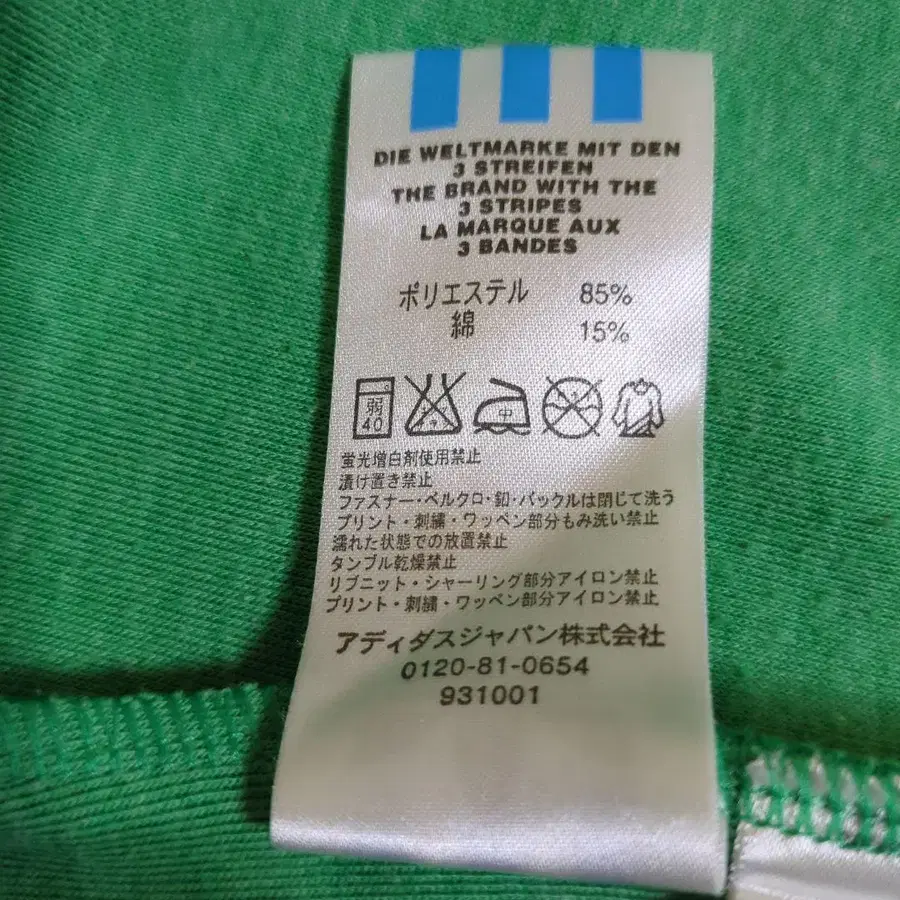 DIE WELTMARKE MIT DEN
3 STREIFEN
THE BRAND WITH THE
3 STRIPES
LA MARQUE AUX
3 BANDES
ポリエステル 85%
綿 15%
弱
40
中
蛍光増白剤使用禁止
漬け置き禁止
ファスナー・ベルクロ・釦・バックルは閉じて洗う
プリント・刺繍・ワッペン部分もみ洗い禁止
濡れた状態での放置禁止
タンブル乾燥禁止
リブニット・シャーリング部分アイロン禁止
プリント・刺繍・ワッペン部分アイロン禁止
アディダスジャパン株式会社
0120-81-0654
931001